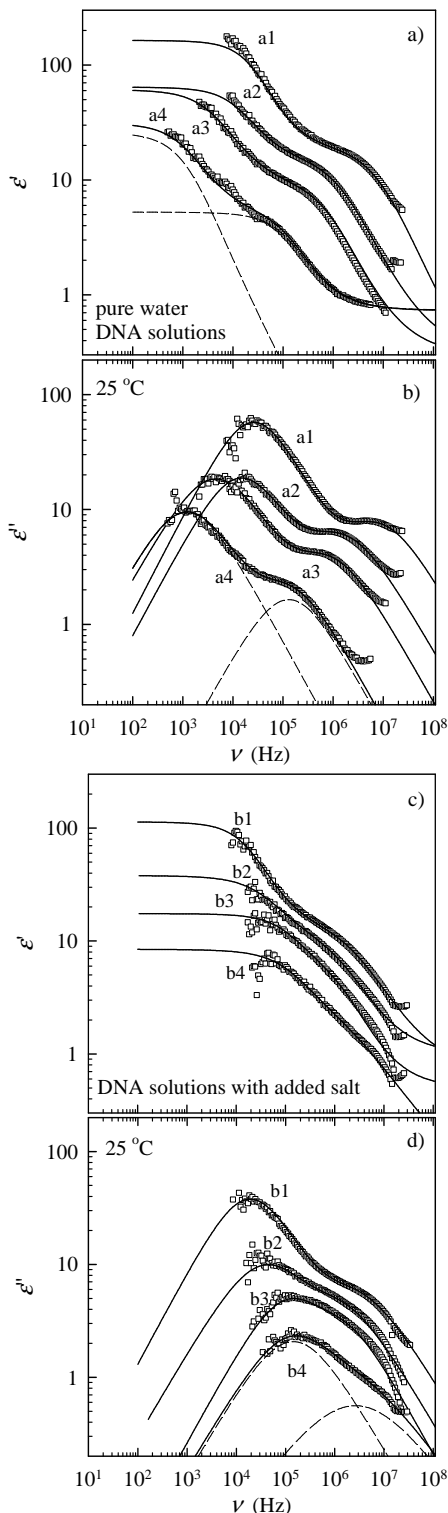 a)
100
10
1
ε'
a1
a2
a3
a4
pure water
DNA solutions
25 °C
b)
100
10
1
ε"
a1
a2
a3
a4
10¹ 10² 10³ 10⁴ 10⁵ 10⁶ 10⁷ 10⁸
ν (Hz)
c)
100
10
1
ε'
b1
b2
b3
b4
DNA solutions with added salt
25 °C
d)
100
10
1
ε"
b1
b2
b3
b4
10¹ 10² 10³ 10⁴ 10⁵ 10⁶ 10⁷ 10⁸
ν (Hz)